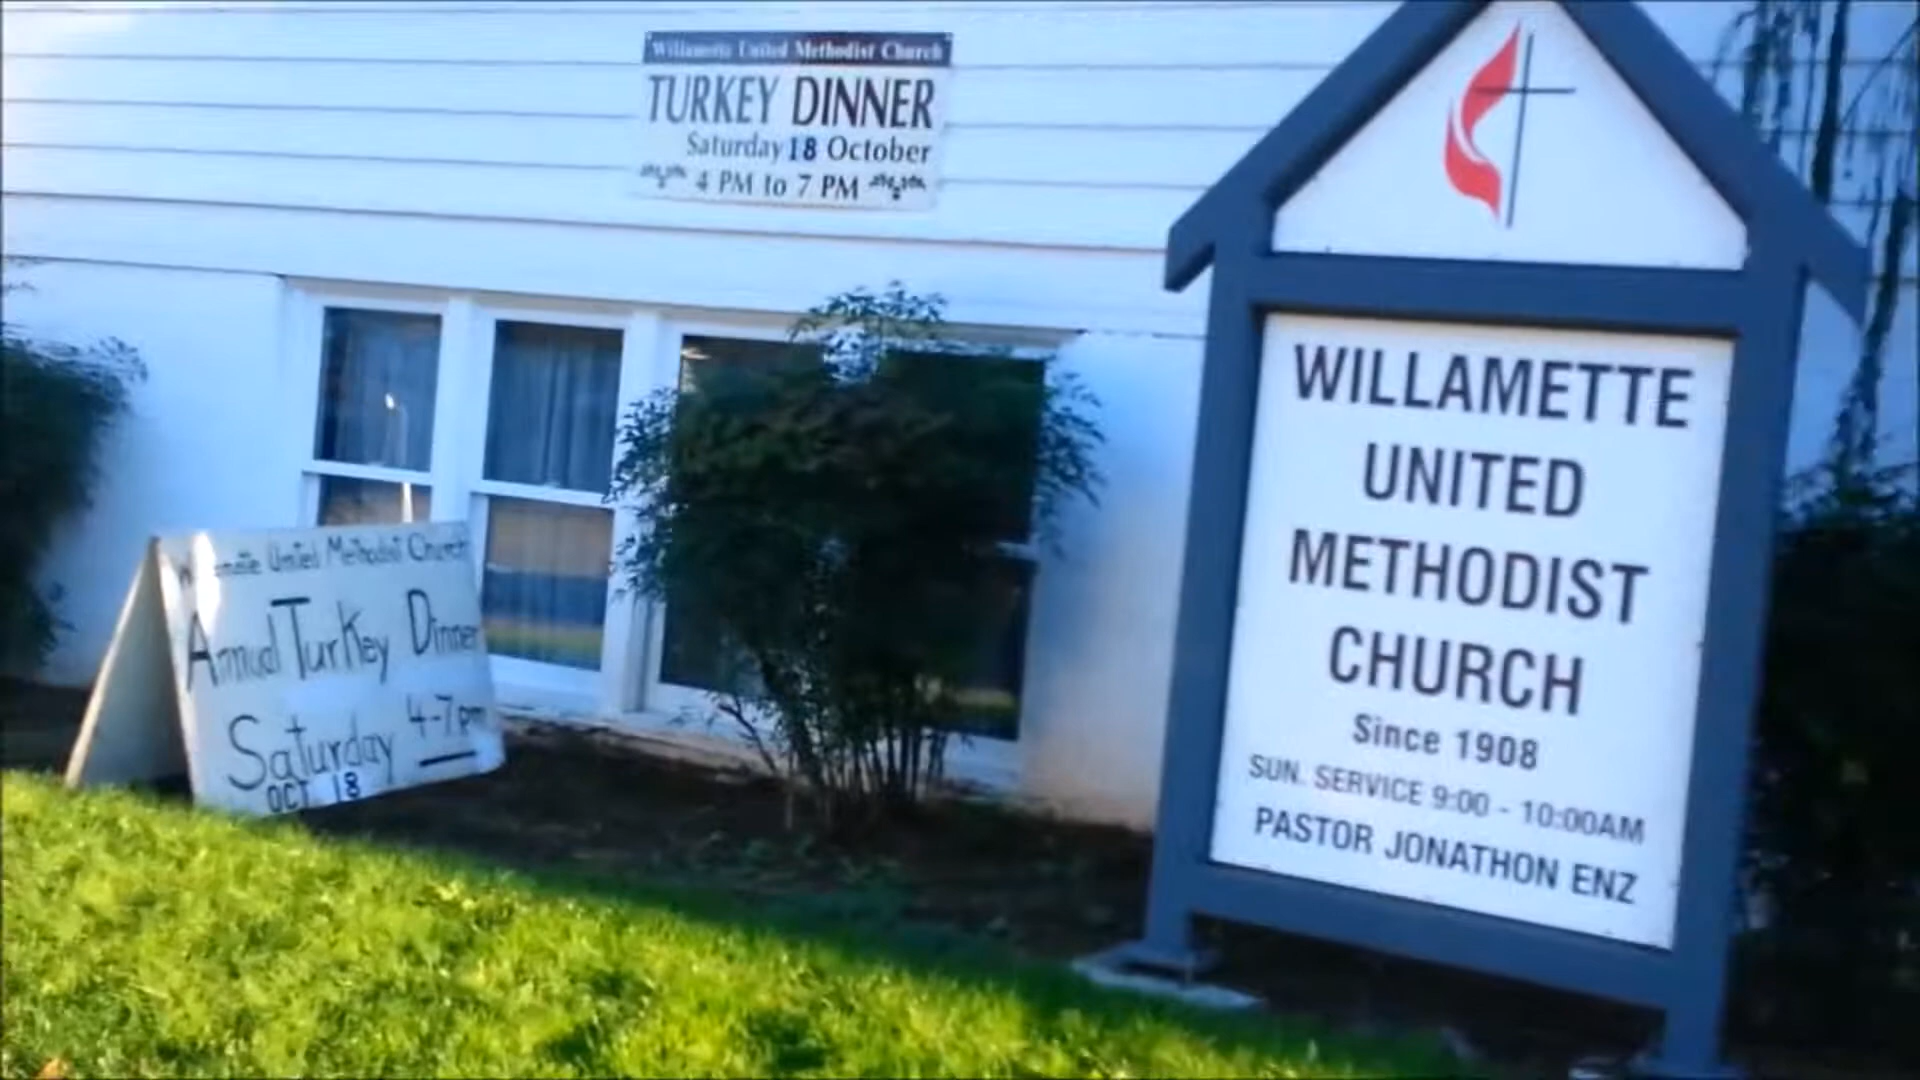 Willamette United Methodist Church
TURKEY DINNER
Saturday 18 October
4 PM to 7 PM
United Methodist Church
Annual Turkey Dinner
Saturday 4-7 pm
OCT 18
WILLAMETTE
UNITED
METHODIST
CHURCH
Since 1908
SUN. SERVICE 9:00 - 10:00AM
PASTOR JONATHON ENZ